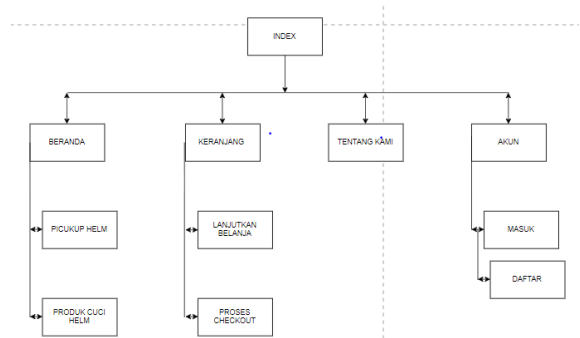 INDEX
BERANDA
KERANJANG
TENTANG KAMI
AKUN
PICUKUP HELM
LANJUTKAN
BELANJA
MASUK
DAFTAR
PRODUK CUCI
HELM
PROSES
CHECKOUT